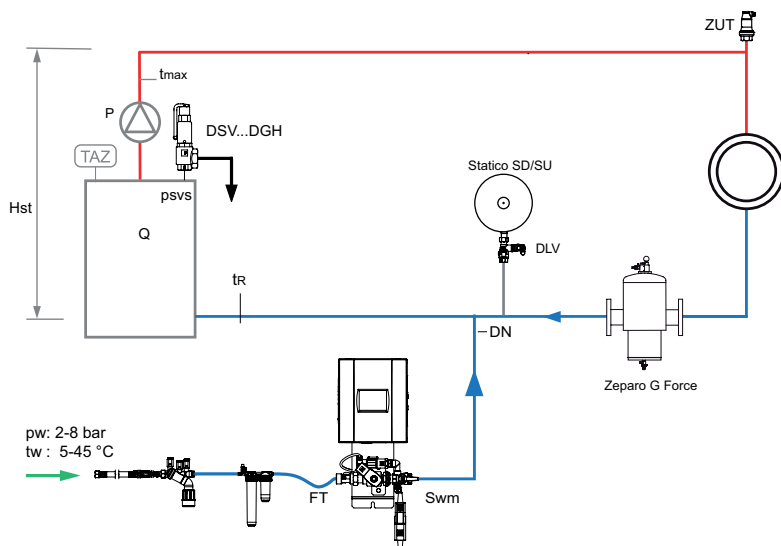 ZUT
tmax
P
DSV...DGH
TAZ
Statico SD/SU
psvs
Hst
Q
DLV
tR
DN
Zeparo G Force
pw: 2-8 bar
tw : 5-45 °C
FT
Swm